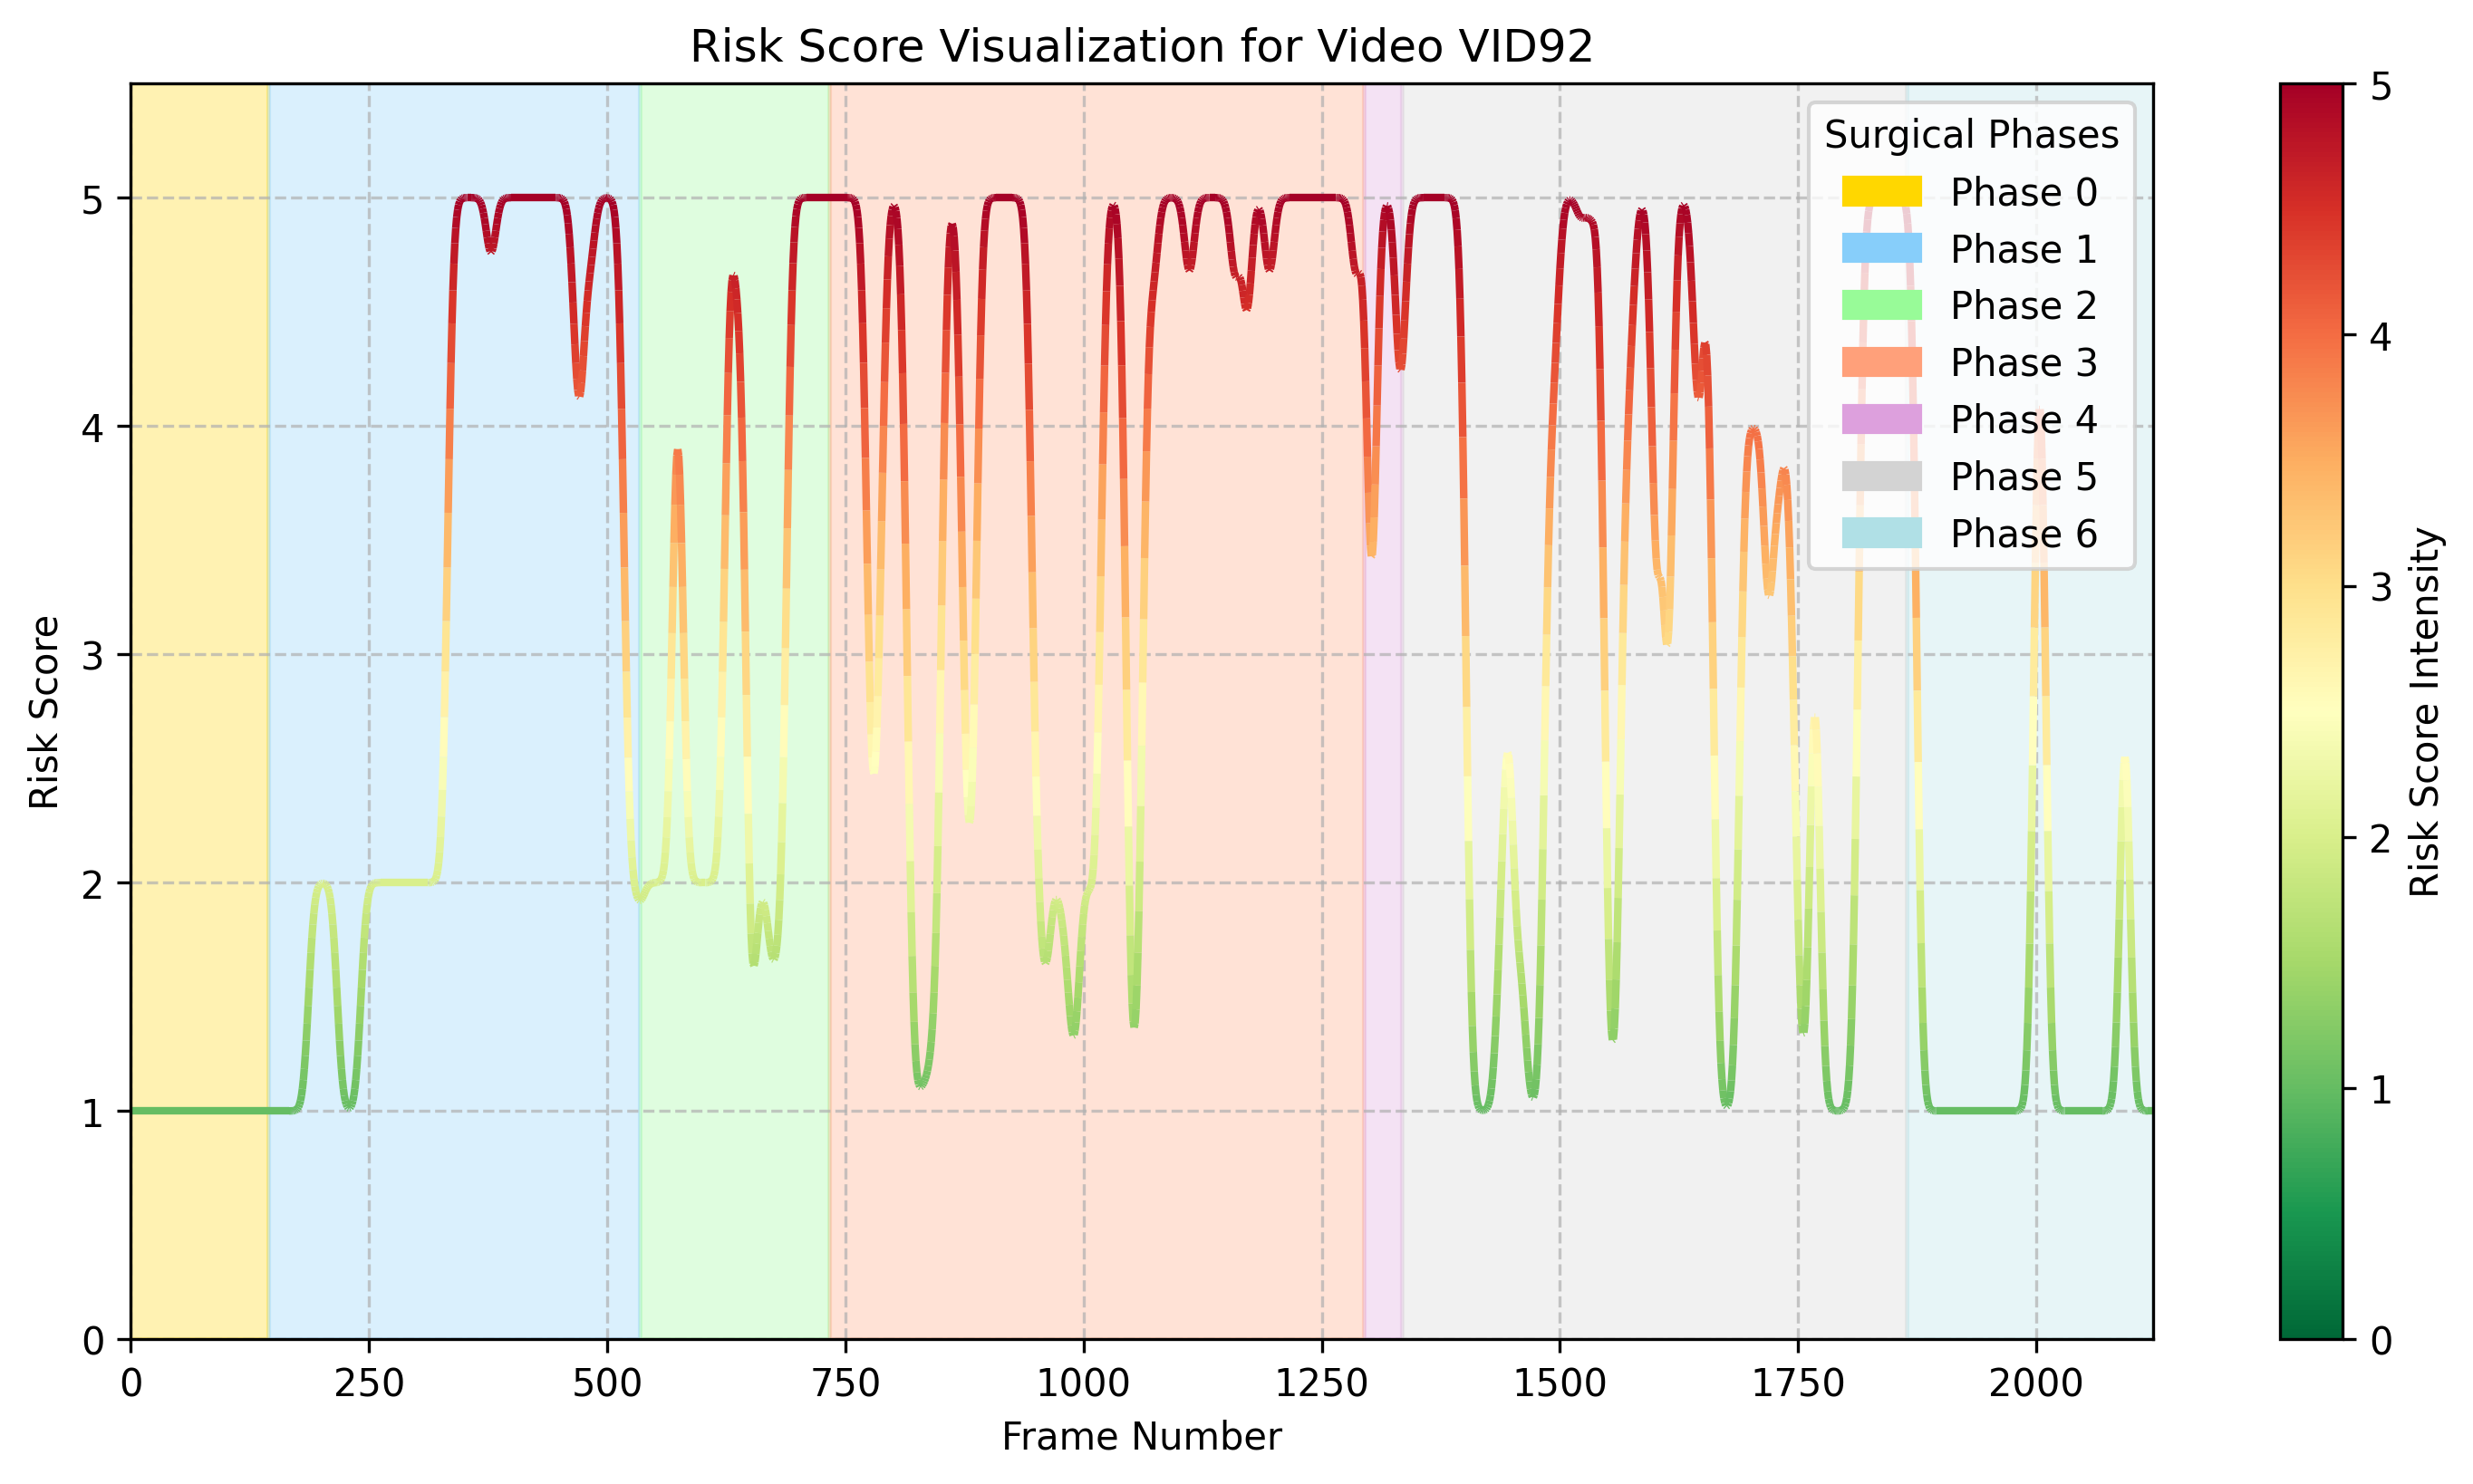 Risk Score Visualization for Video VID92
Risk Score
5
4
3
2
1
0
0 250 500 750 1000 1250 1500 1750 2000
Frame Number
Surgical Phases
Phase 0
Phase 1
Phase 2
Phase 3
Phase 4
Phase 5
Phase 6
5
4
3
2
1
0
Risk Score Intensity